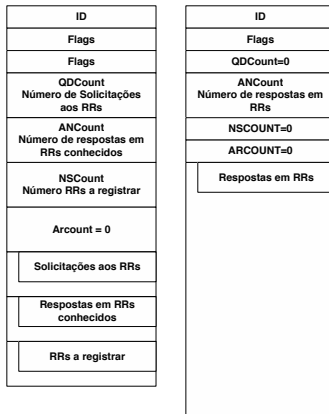 ID
Flags
Flags
QDCount
Número de Solicitações
aos RRs
ANCount
Número de respostas em
RRs conhecidos
NSCount
Número RRs a registrar
Arcount = 0
Solicitações aos RRs
Respostas em RRs
conhecidos
RRs a registrar
ID
Flags
QDCount=0
ANCount
Número de respostas em
RRs
NSCOUNT=0
ARCOUNT=0
Respostas em RRs